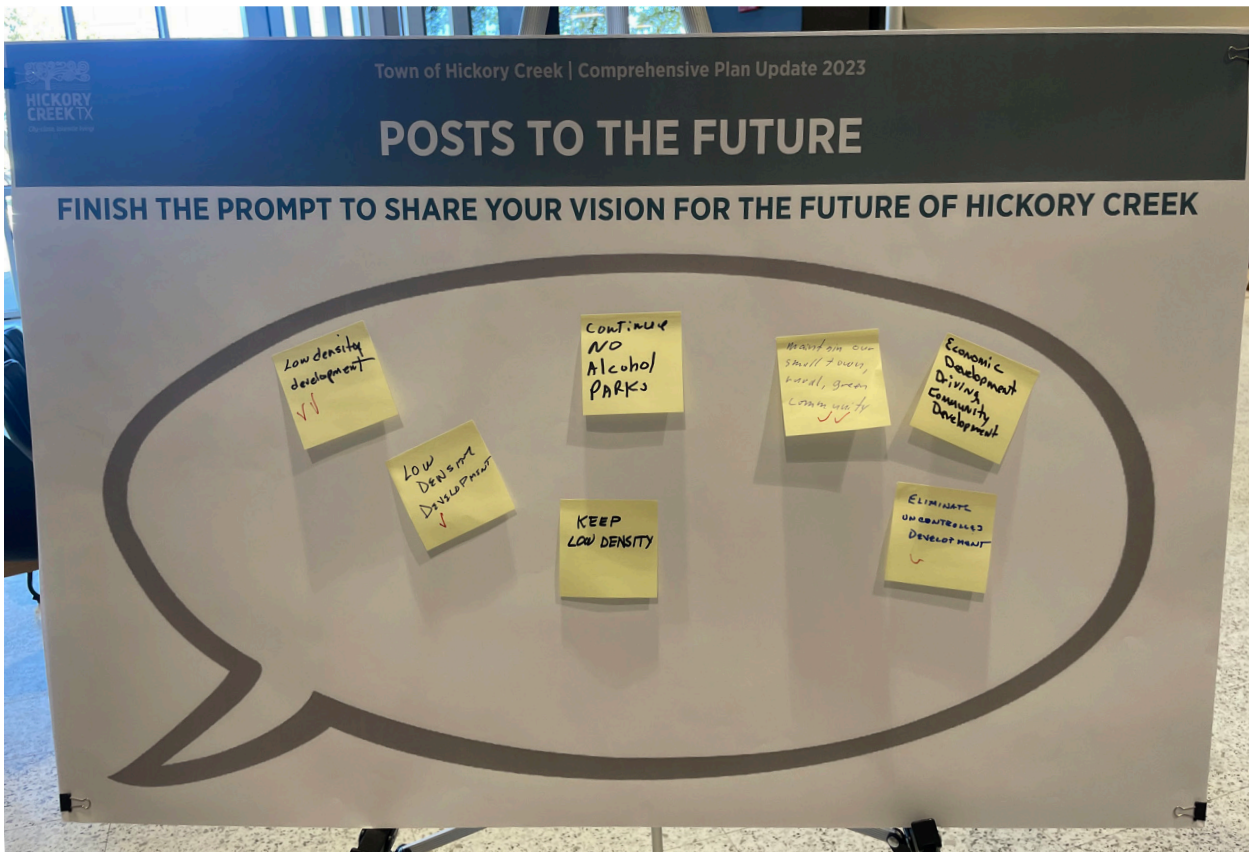 HICKORY
CREEK TX
Town of Hickory Creek | Comprehensive Plan Update 2023
POSTS TO THE FUTURE
FINISH THE PROMPT TO SHARE YOUR VISION FOR THE FUTURE OF HICKORY CREEK
Low density
development
LOW
DENSITY
DEVELOPMENT
CONTINUE
NO
Alcohol
PARKS
KEEP
LOW DENSITY
Maintain our
small town,
rural, green
community
ECONOMIC
Development
Driving
Community
Development
ELIMINATE
UNCONTROLLED
DEVELOPMENT